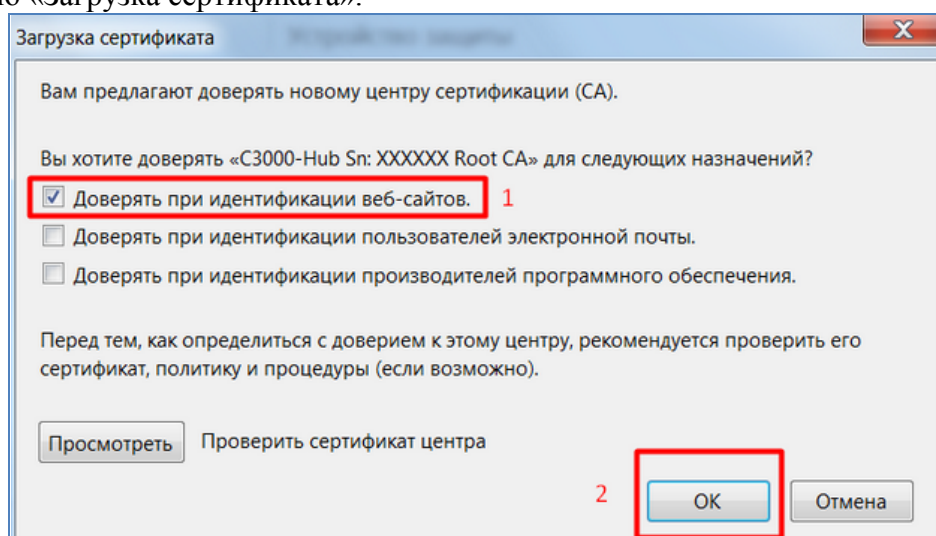 «Загрузка сертификата».
Загрузка сертификата
X
Вам предлагают доверять новому центру сертификации (CA).
Вы хотите доверять «C3000-Hub Sn: XXXXXX Root CA» для следующих назначений?
Доверять при идентификации веб-сайтов. 1
Доверять при идентификации пользователей электронной почты.
Доверять при идентификации производителей программного обеспечения.
Перед тем, как определиться с доверием к этому центру, рекомендуется проверить его
сертификат, политику и процедуры (если возможно).
Просмотреть Проверить сертификат центра
2 ОК Отмена